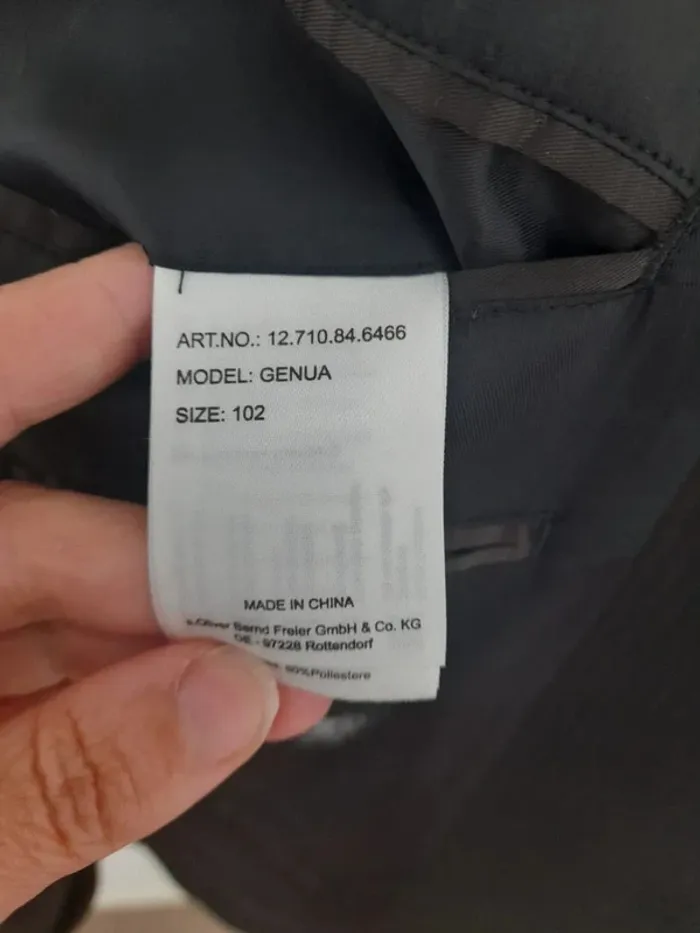 ART.NO.: 12.710.84.6466
MODEL: GENUA
SIZE: 102
MADE IN CHINA
s.Oliver Bernd Freier GmbH & Co. KG
DE - 97228 Rottendorf
60%Poliestere